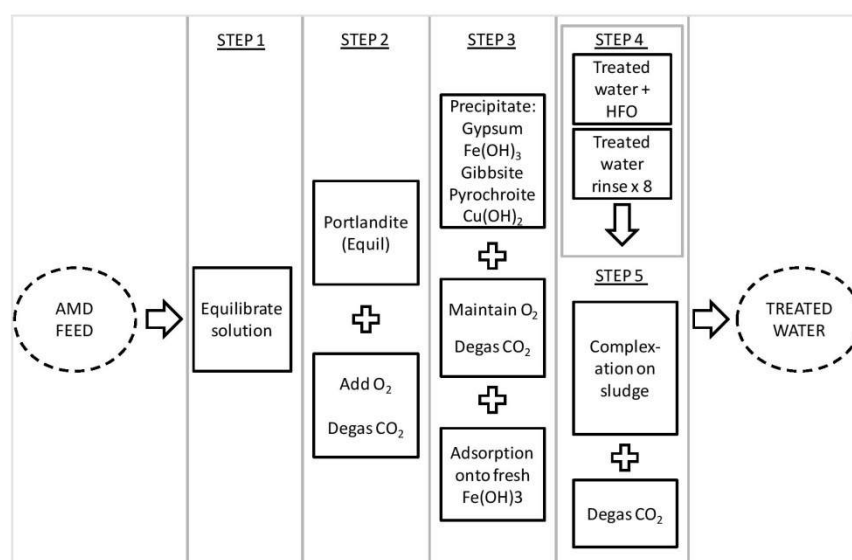 AMD
FEED
STEP 1
Equilibrate
solution
STEP 2
Portlandite
(Equil)
Add O₂
Degas CO₂
STEP 3
Precipitate:
Gypsum
Fe(OH)₃
Gibbsite
Pyrochroite
Cu(OH)₂
Maintain O₂
Degas CO₂
Adsorption
onto fresh
Fe(OH)3
STEP 4
Treated
water +
HFO
Treated
water
rinse x 8
STEP 5
Complex-
ation on
sludge
Degas CO₂
TREATED
WATER